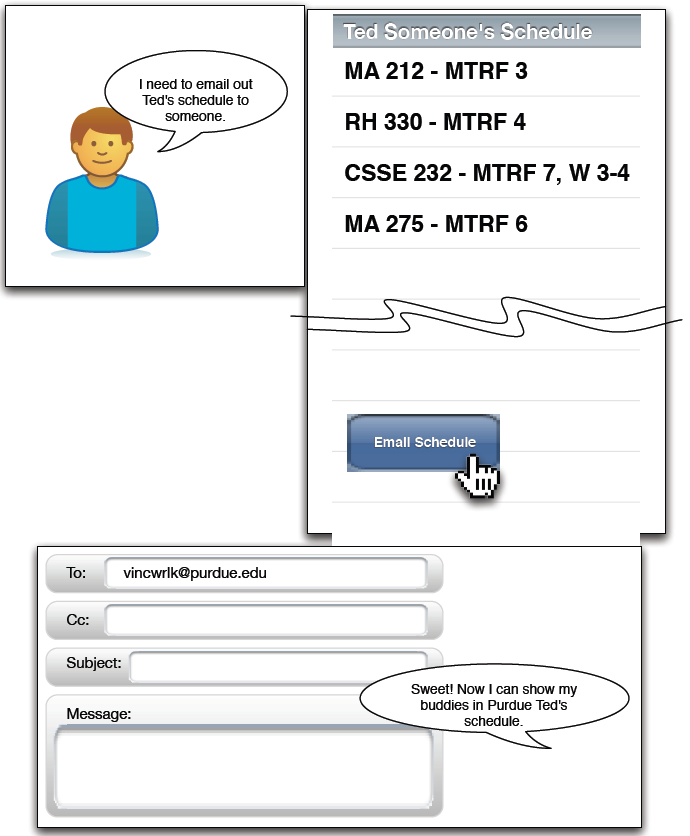 I need to email out
Ted's schedule to
someone.
Ted Someone's Schedule
MA 212 - MTRF 3
RH 330 - MTRF 4
CSSE 232 - MTRF 7, W 3-4
MA 275 - MTRF 6
Email Schedule
To: vincwrlk@purdue.edu
Cc:
Subject:
Message:
Sweet! Now I can show my
buddies in Purdue Ted's
schedule.